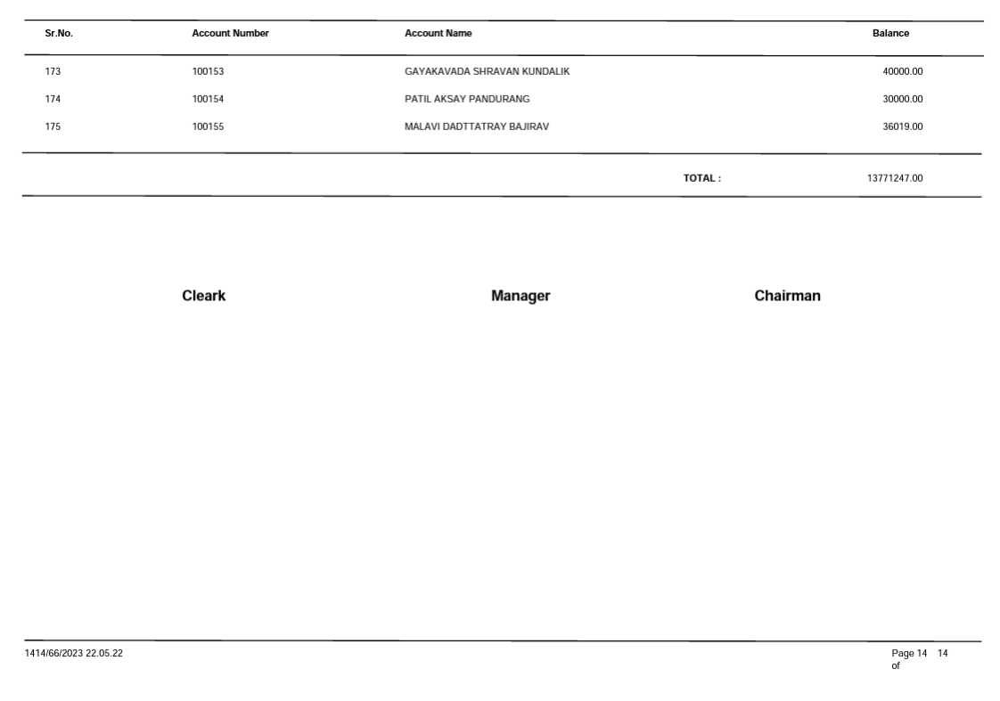 Sr.No. Account Number Account Name Balance
173 100153 GAYAKAVADA SHRAVAN KUNDALIK 40000.00
174 100154 PATIL AKSAY PANDURANG 30000.00
175 100155 MALAVI DADTTATRAY BAJIRAV 36019.00
TOTAL : 13771247.00
Cleark Manager Chairman
1414/66/2023 22.05.22 Page 14 14
of